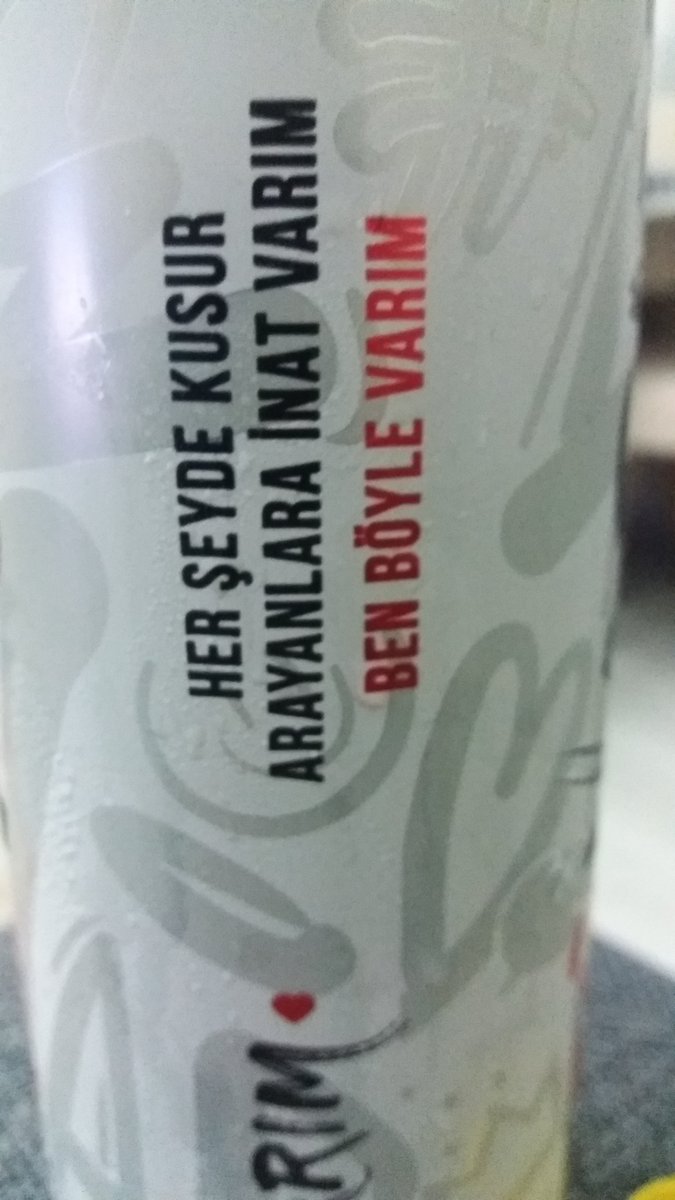 HER ŞEYDE KUSUR
ARAYANLARA İNAT VARIM
BEN BÖYLE VARIM